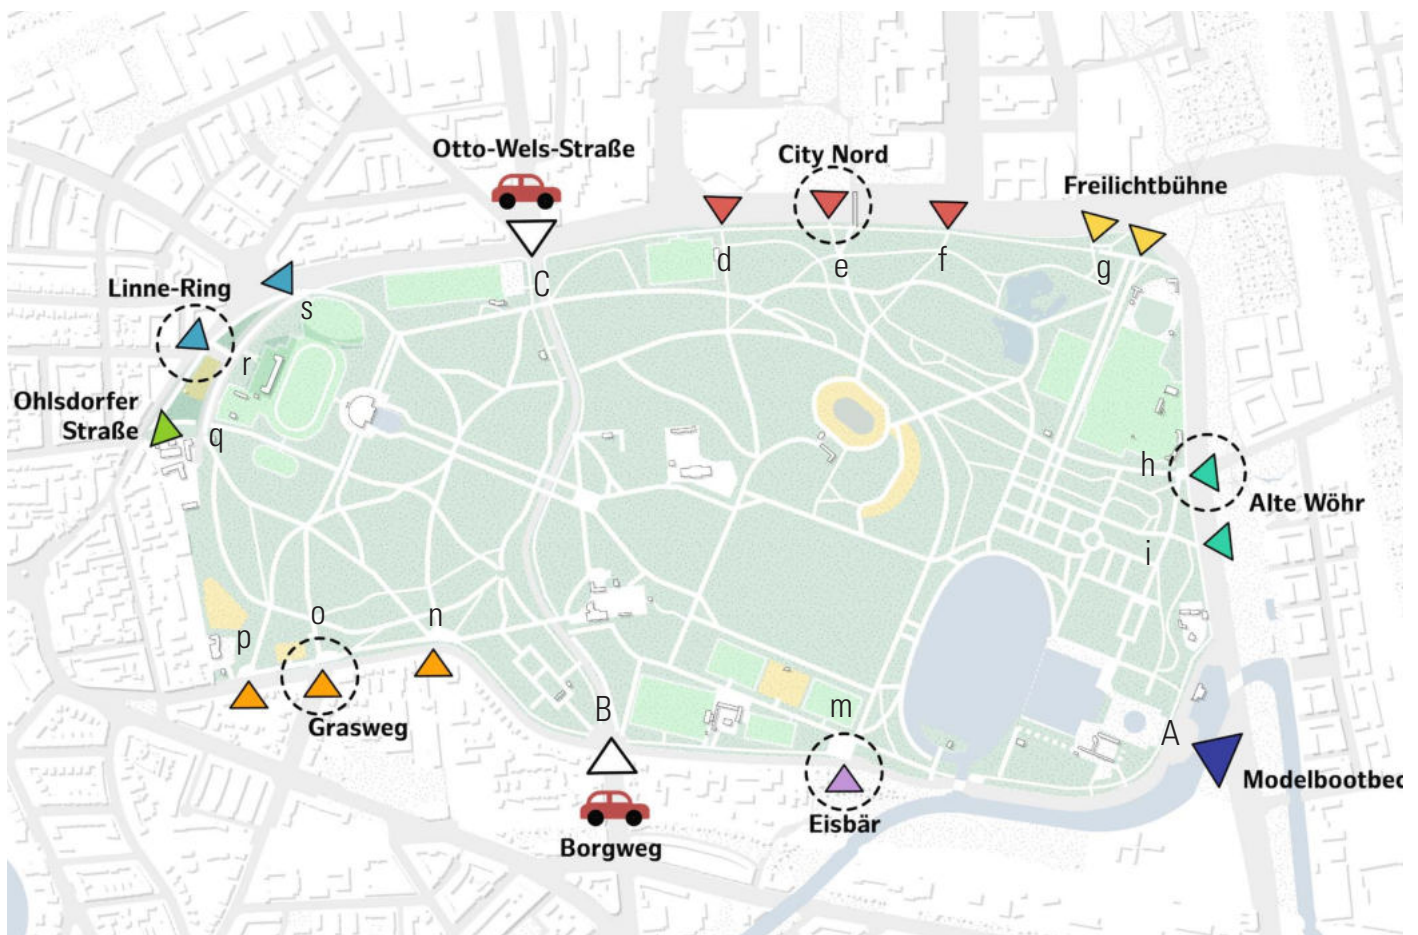 Otto-Wels-Straße
City Nord
Freilichtbühne
C
d
e
f
g
Linne-Ring
s
r
Ohlsdorfer
Straße
q
h
Alte Wöhr
i
p
o
n
Grasweg
B
m
A
Modelbootbec
Eisbär
Borgweg